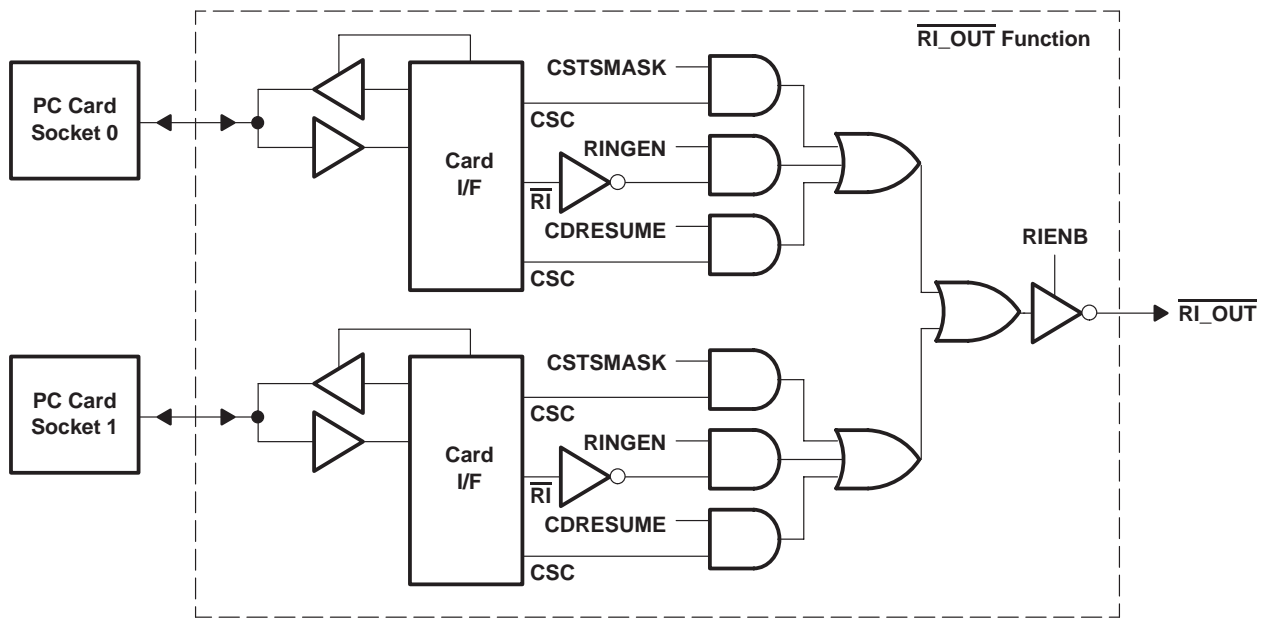 RI_OUT Function
PC Card
Socket 0
Card
I/F
CSTSMASK
CSC
RINGEN
RI
CDRESUME
CSC
RIENB
RI_OUT
PC Card
Socket 1
Card
I/F
CSTSMASK
CSC
RINGEN
RI
CDRESUME
CSC